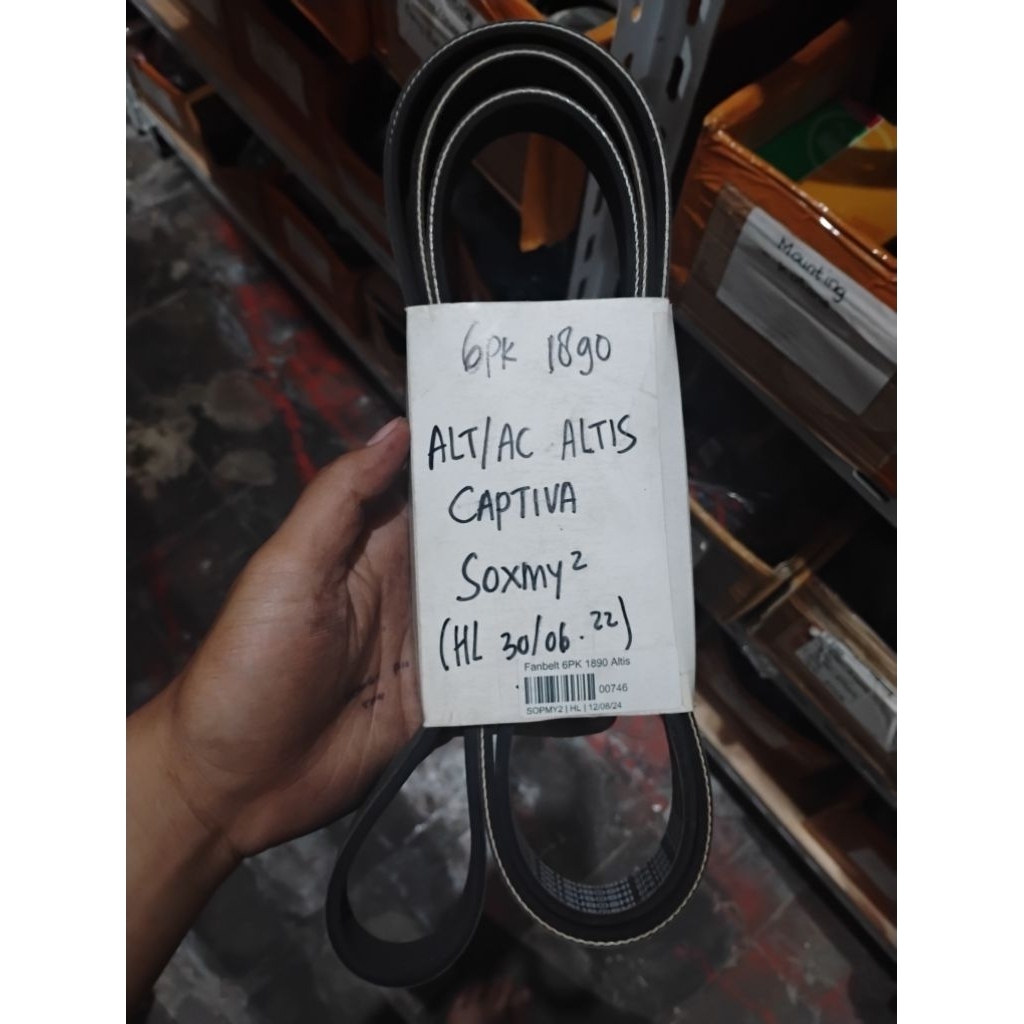 6PK 1890
ALT/AC ALTIS
CAPTIVA
Soxmy²
(HL 30/06.22)
Fanbelt 6PK 1890 Altis
00746
SOPMY2 | HL | 12/08/24
Mounting